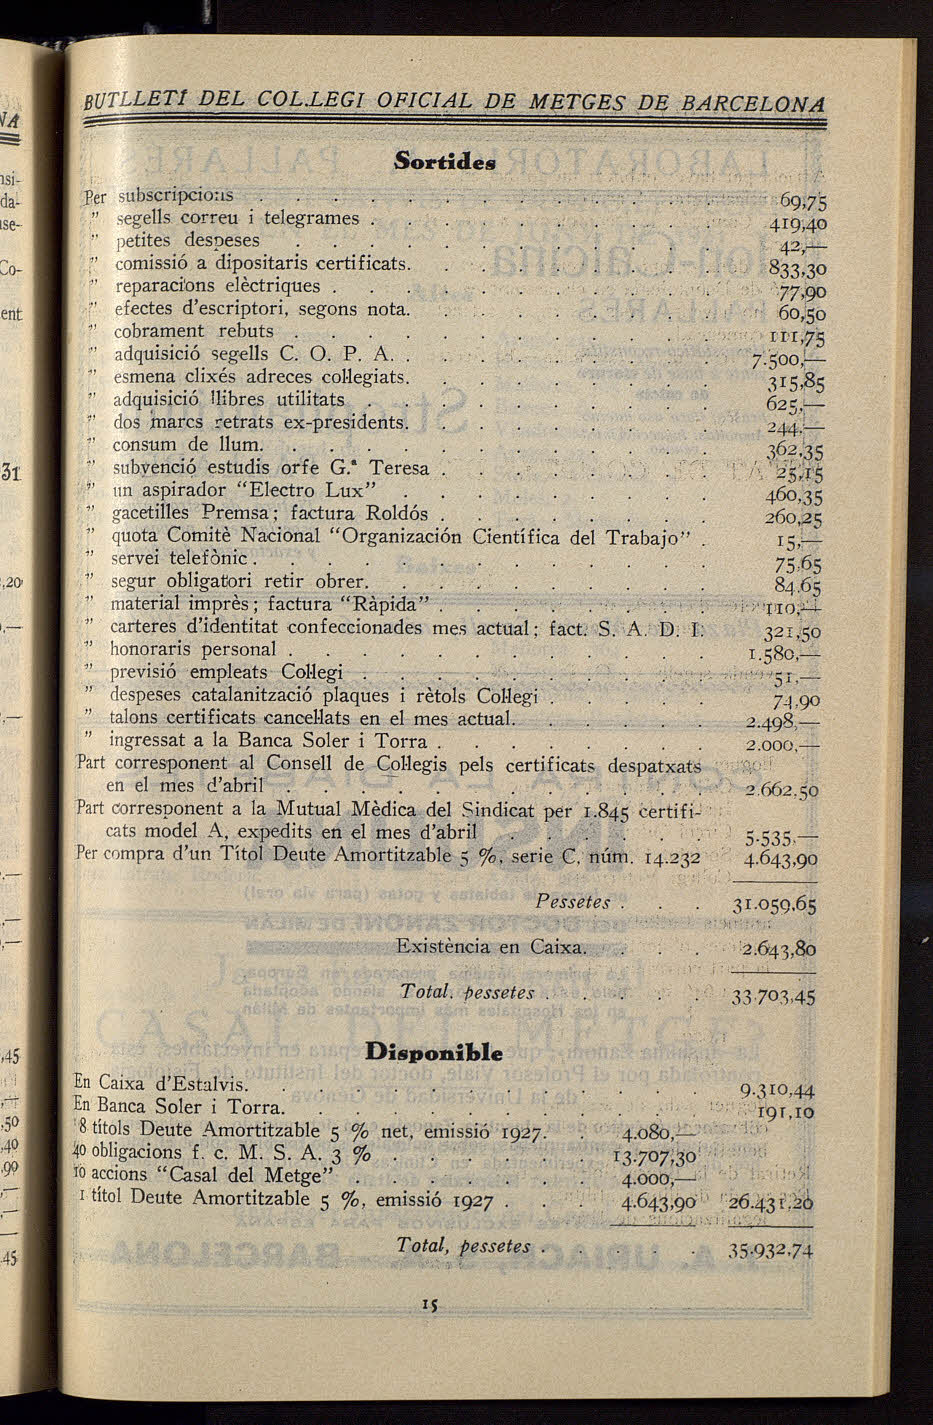 BUTLLETÍ DEL COL.LEGI OFICIAL DE METGES DE BARCELONA
Sortides
Per subscripcions . . . . . . . . . . . . 69,75
” segells correu i telegrames . . . . . . . . . . 419,40
” petites despeses . . . . . . . . . . . 42,—
” comissió a dipositaris certificats. . . . . . . . . 833,30
” reparacions elèctriques . . . . . . . . . . 77,90
” efectes d’escriptori, segons nota. . . . . . . . . 60,50
” cobrament rebuts . . . . . . . . . . . 111,75
” adquisició segells C. O. P. A. . . . . . . . . . 7.500,—
” esmena clixés adreces col·legiats. . . . . . . . . 315,85
” adquisició llibres utilitats . . . . . . . . . . 625,—
” dos marcs retrats ex-presidents. . . . . . . . . 244,—
” consum de llum. . . . . . . . . . . . 362,35
” subvenció estudis orfe G.ª Teresa . . . . . . . . 25,15
” un aspirador “Electro Lux” . . . . . . . . . 460,35
” gacetilles Premsa; factura Roldós . . . . . . . . 260,25
” quota Comitè Nacional “Organización Científica del Trabajo” . 15,—
” servei telefònic . . . . . . . . . . . . 75,65
” segur obligatori retir obrer. . . . . . . . . . 84,65
” material imprès; factura “Ràpida” . . . . . . . . 110,—
” carteres d’identitat confeccionades mes actual; fact. S. A. D. I. 321,50
” honoraris personal . . . . . . . . . . . 1.580,—
” previsió empleats Col·legi . . . . . . . . . . 51,—
” despeses catalanització plaques i rètols Col·legi . . . . . 74,90
” talons certificats cancel·lats en el mes actual. . . . . . 2.498,—
” ingressat a la Banca Soler i Torra . . . . . . . . 2.000,—
Part corresponent al Consell de Col·legis pels certificats despatxats
en el mes d’abril . . . . . . . . . . . 2.662,50
Part corresponent a la Mutual Mèdica del Sindicat per 1.845 certifi-
cats model A, expedits en el mes d’abril . . . . . . 5.535,—
Per compra d’un Títol Deute Amortitzable 5 %, serie C, núm. 14.232 4.643,90
Pessetes . . . 31.059,65
Existència en Caixa. . . . 2.643,80
Total, pessetes . . . . . 33.703,45
Disponible
En Caixa d’Estalvis. . . . . . . . . . . . 9.310,44
En Banca Soler i Torra. . . . . . . . . . . 191,10
8 títols Deute Amortitzable 5 % net, emissió 1927. . 4.080,—
40 obligacions f. c. M. S. A. 3 % . . . . . . 13.707,30
10 accions “Casal del Metge” . . . . . . . 4.000,—
1 títol Deute Amortitzable 5 %, emissió 1927 . . . 4.643,90 26.431,20
Total, pessetes . . . . . 35.932,74
15